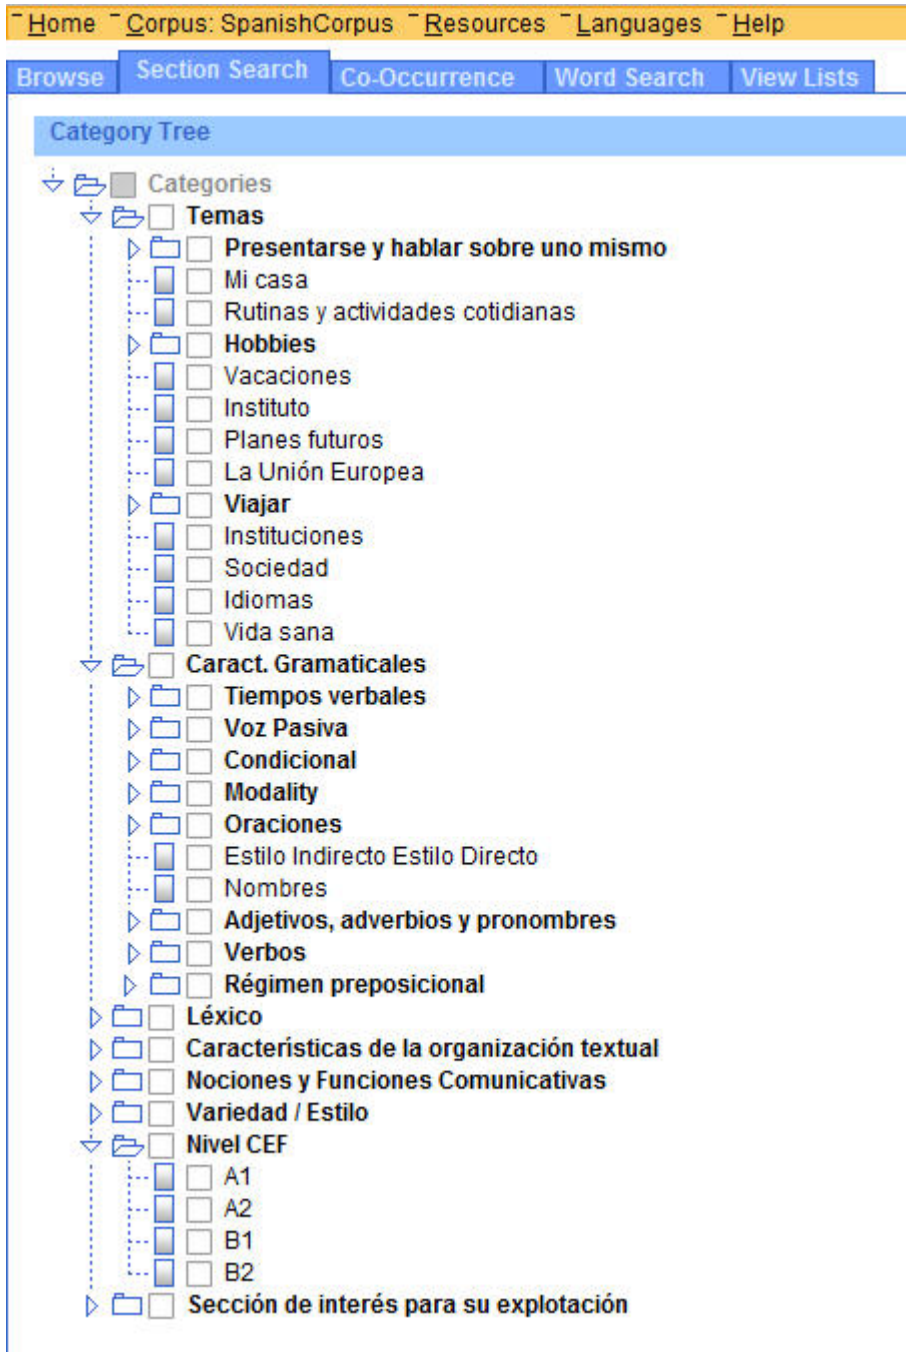 Home Corpus: SpanishCorpus Resources Languages Help
Browse Section Search Co-Occurrence Word Search View Lists
Category Tree
Categories
Temas
Presentarse y hablar sobre uno mismo
Mi casa
Rutinas y actividades cotidianas
Hobbies
Vacaciones
Instituto
Planes futuros
La Unión Europea
Viajar
Instituciones
Sociedad
Idiomas
Vida sana
Caract. Gramaticales
Tiempos verbales
Voz Pasiva
Condicional
Modality
Oraciones
Estilo Indirecto Estilo Directo
Nombres
Adjetivos, adverbios y pronombres
Verbos
Régimen preposicional
Léxico
Características de la organización textual
Nociones y Funciones Comunicativas
Variedad / Estilo
Nivel CEF
A1
A2
B1
B2
Sección de interés para su explotación